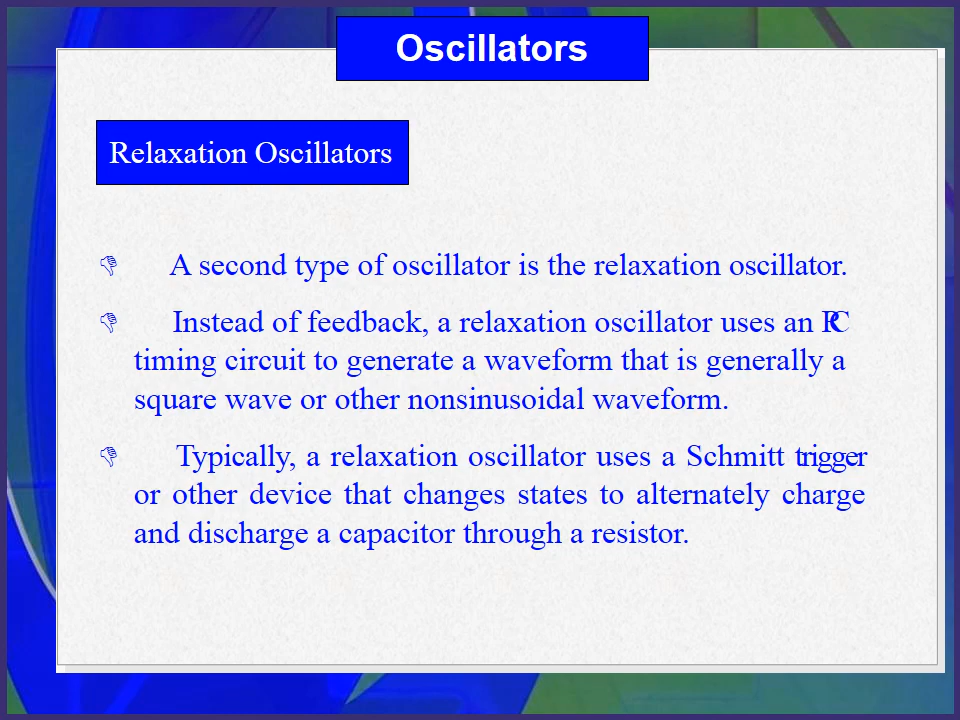 Oscillators
Relaxation Oscillators
A second type of oscillator is the relaxation oscillator.
Instead of feedback, a relaxation oscillator uses an RC
timing circuit to generate a waveform that is generally a
square wave or other nonsinusoidal waveform.
Typically, a relaxation oscillator uses a Schmitt trigger
or other device that changes states to alternately charge
and discharge a capacitor through a resistor.